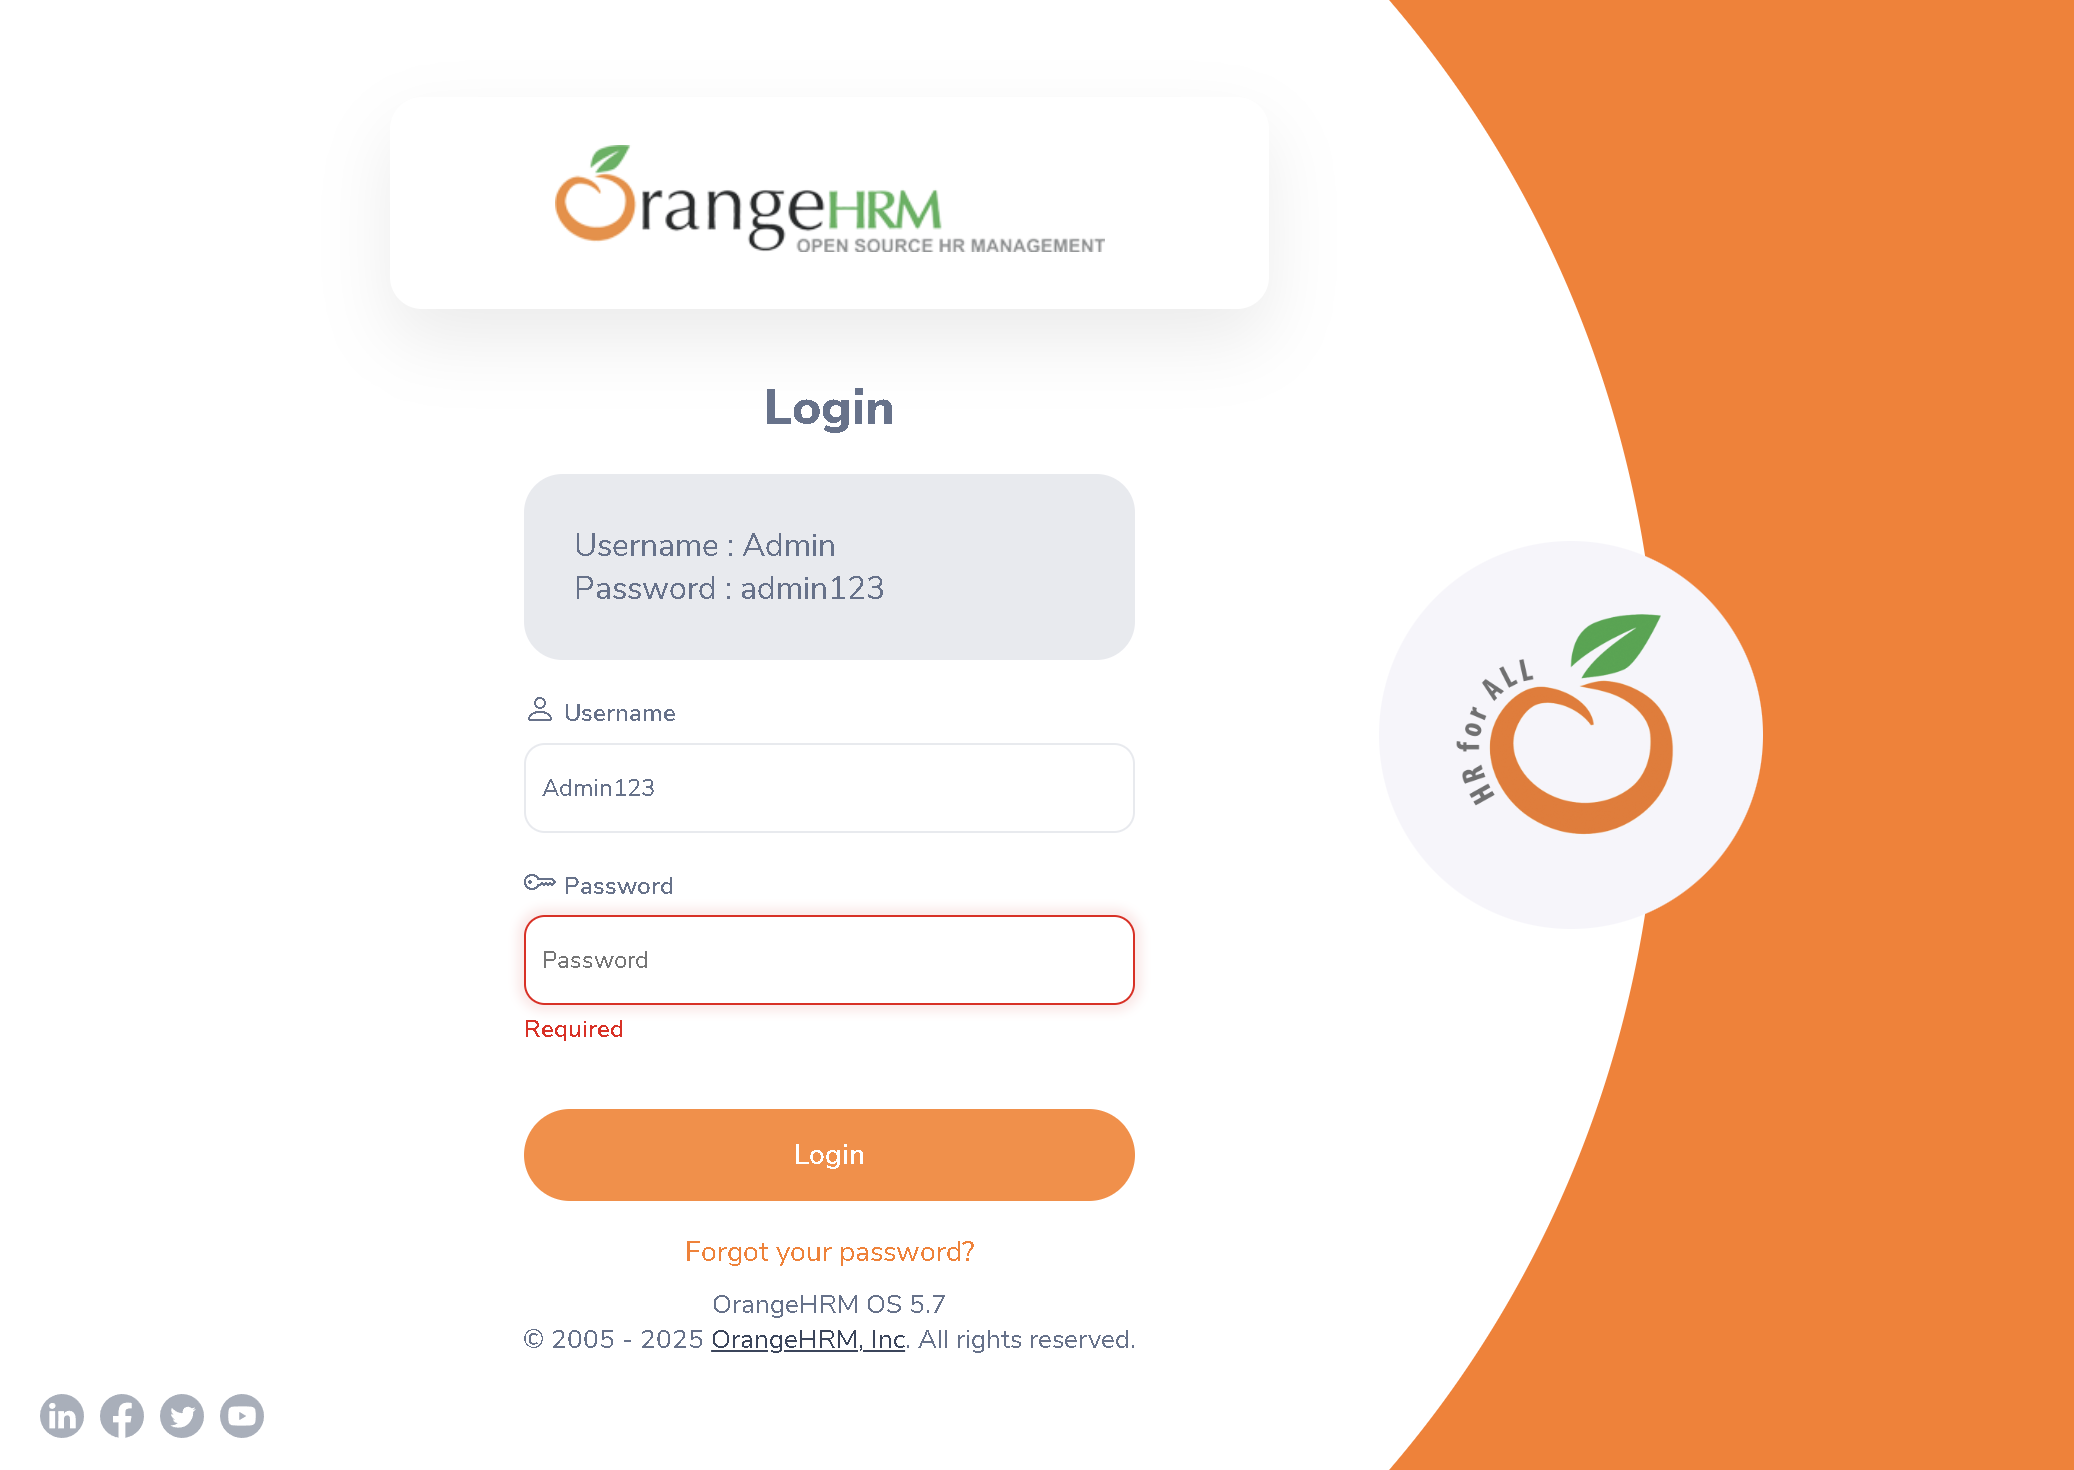 OrangeHRM
OPEN SOURCE HR MANAGEMENT
Login
Username : Admin
Password : admin123
Username
Admin123
Password
Password
Required
Login
Forgot your password?
OrangeHRM OS 5.7
© 2005 - 2025 OrangeHRM, Inc. All rights reserved.
HR for ALL
in